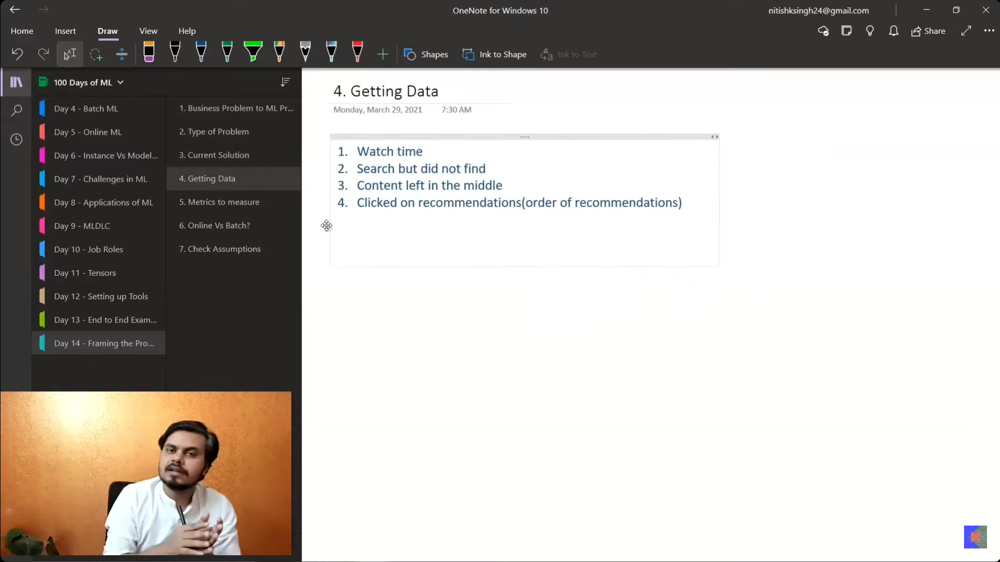 OneNote for Windows 10
nitishksingh24@gmail.com
Home
Insert
Draw
View
Help
Share
Shapes
Ink to Shape
Ink to Text
100 Days of ML
Day 4 - Batch ML
Day 5 - Online ML
Day 6 - Instance Vs Model...
Day 7 - Challenges in ML
Day 8 - Applications of ML
Day 9 - MLDLC
Day 10 - Job Roles
Day 11 - Tensors
Day 12 - Setting up Tools
Day 13 - End to End Exam...
Day 14 - Framing the Pro...
1. Business Problem to ML Pr...
2. Type of Problem
3. Current Solution
4. Getting Data
5. Metrics to measure
6. Online Vs Batch?
7. Check Assumptions
4. Getting Data
Monday, March 29, 2021 7:30 AM
1. Watch time
2. Search but did not find
3. Content left in the middle
4. Clicked on recommendations(order of recommendations)